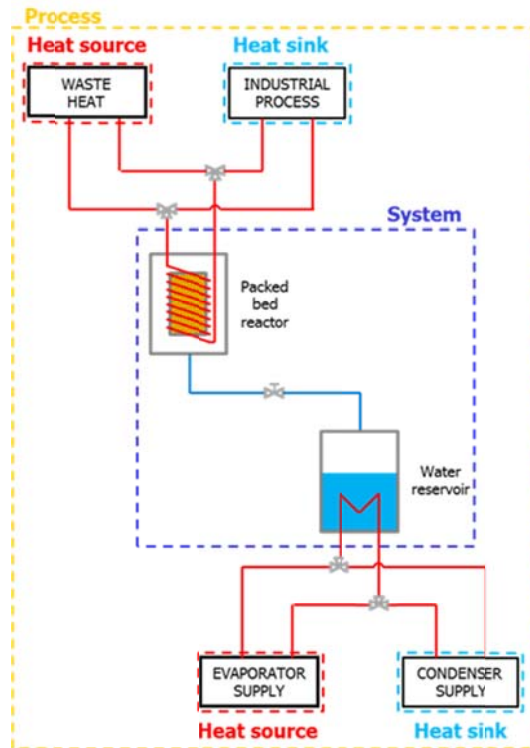 Process
Heat source
Heat sink
WASTE
HEAT
INDUSTRIAL
PROCESS
System
Packed
bed
reactor
Water
reservoir
EVAPORATOR
SUPPLY
CONDENSER
SUPPLY
Heat source
Heat sink